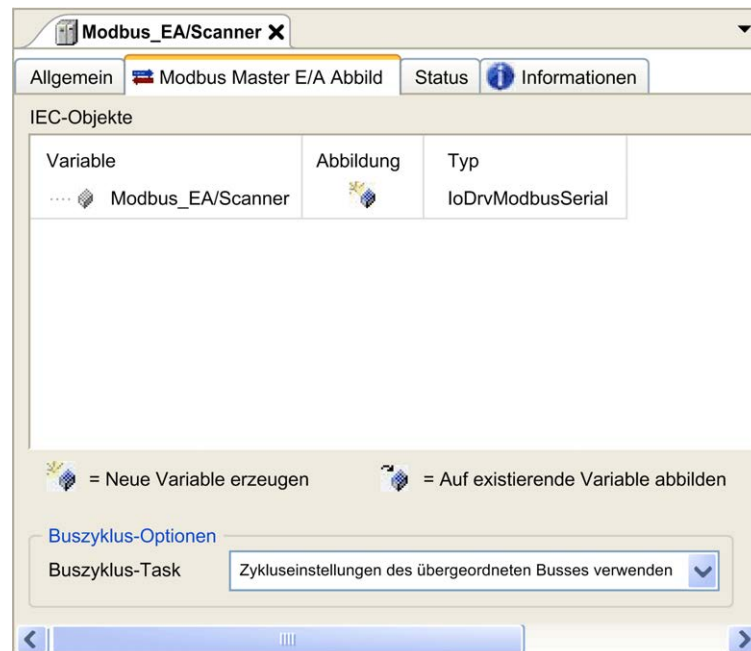 Modbus_EA/Scanner
Allgemein Modbus Master E/A Abbild Status Informationen
IEC-Objekte
Variable Abbildung Typ
Modbus_EA/Scanner IoDrvModbusSerial
= Neue Variable erzeugen = Auf existierende Variable abbilden
Buszyklus-Optionen
Buszyklus-Task Zykluseinstellungen des übergeordneten Busses verwenden